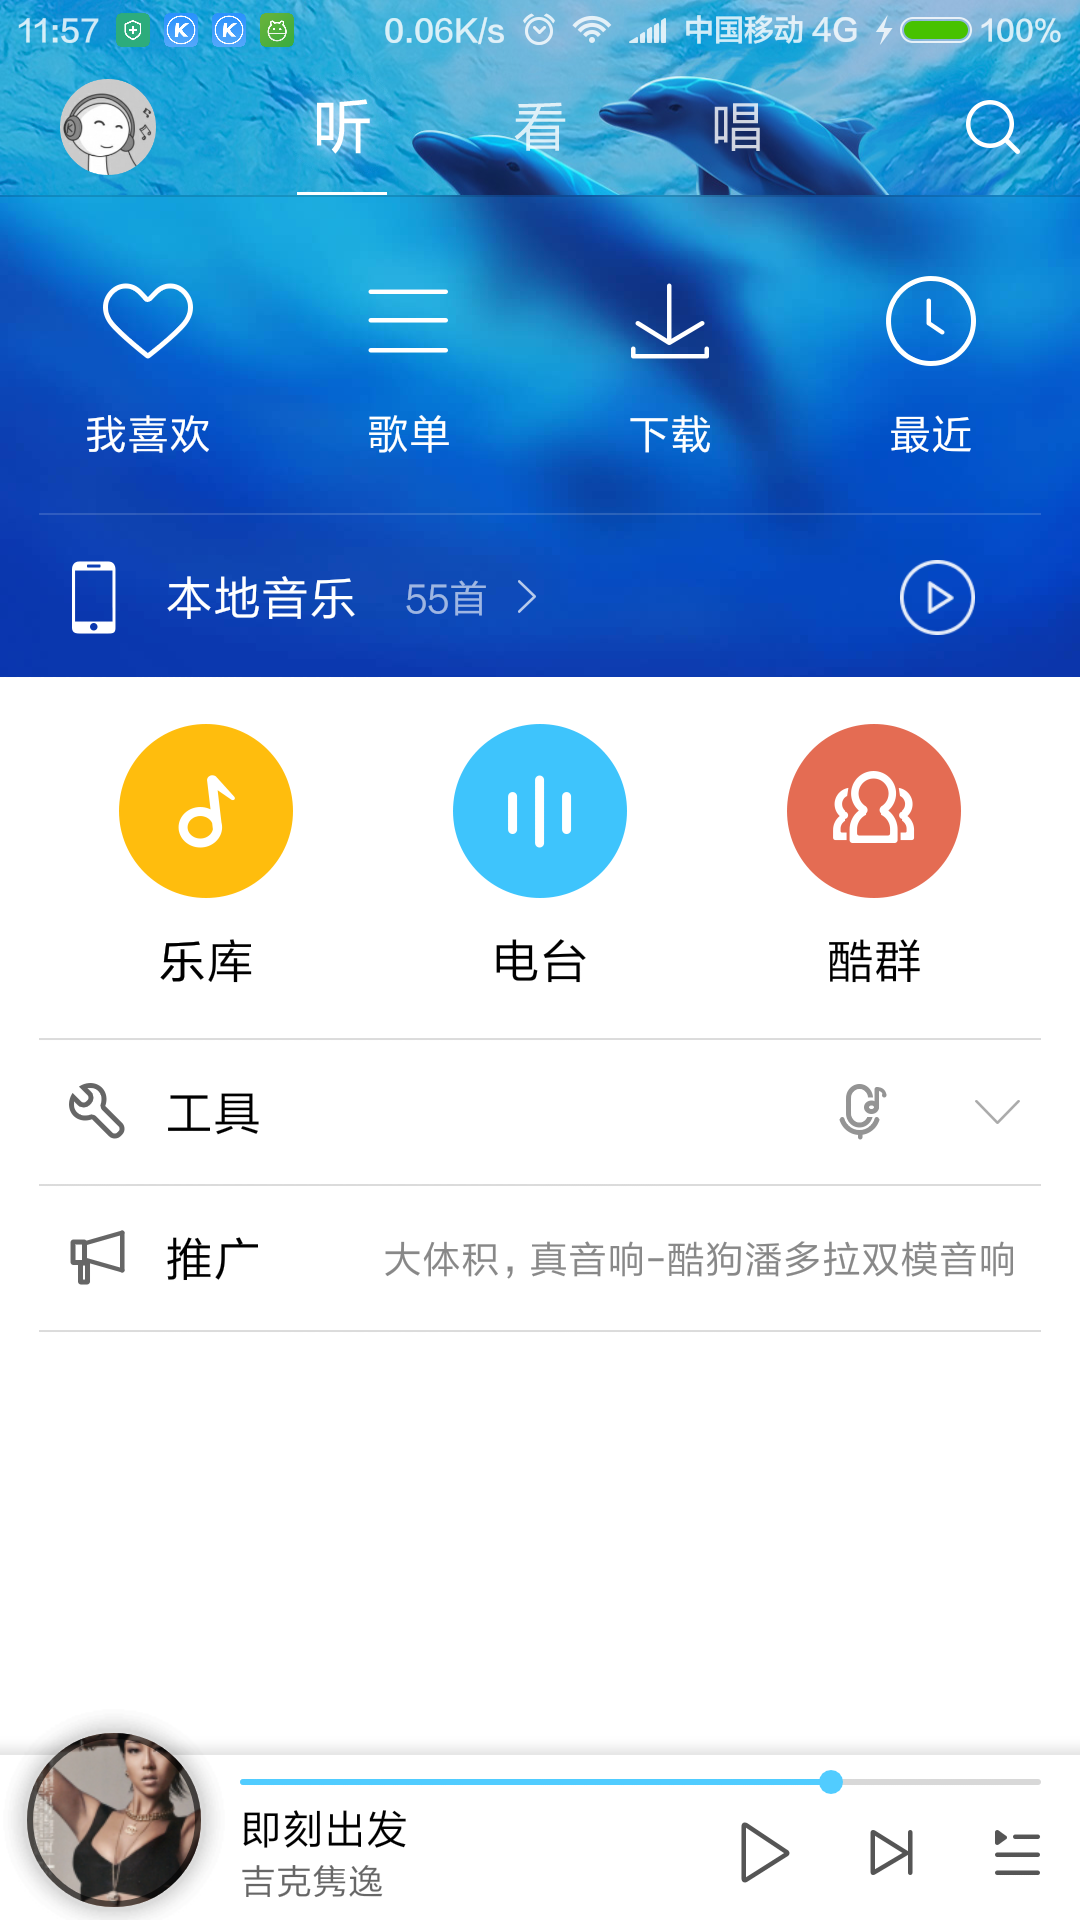 11:57 0.06K/s 中国移动 4G 100%
听 看 唱
我喜欢 歌单 下载 最近
本地音乐 55首
乐库 电台 酷群
工具
推广 大体积，真音响-酷狗潘多拉双模音响
即刻出发
吉克隽逸